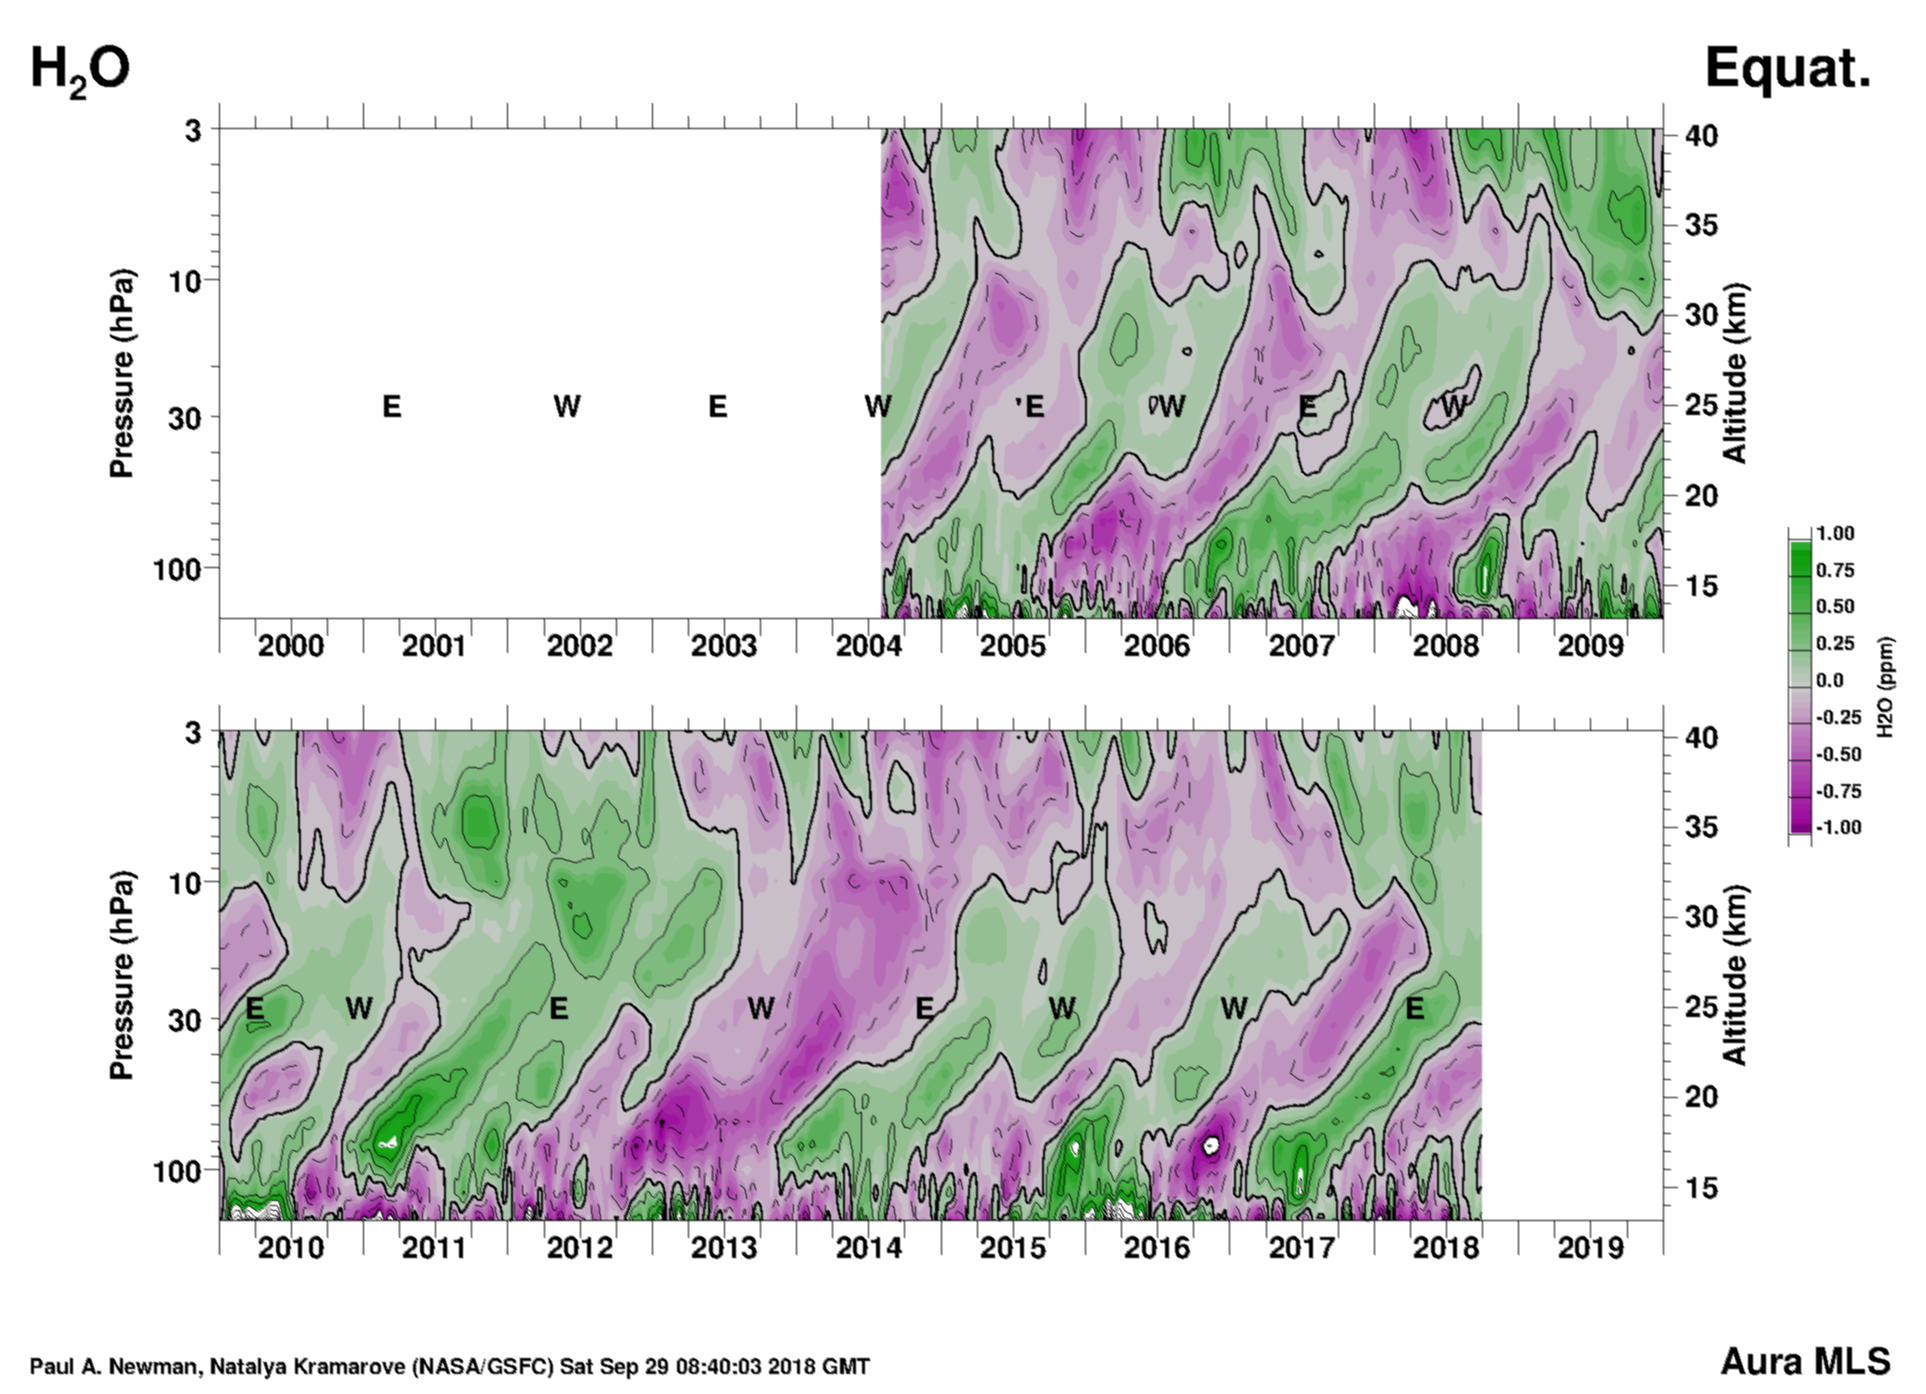 H2O
Equat.
3
10
30
100
Pressure (hPa)
40
35
30
25
20
15
Altitude (km)
E W E W E W E W
2000 2001 2002 2003 2004 2005 2006 2007 2008 2009
1.00
0.75
0.50
0.25
0.0
-0.25
-0.50
-0.75
-1.00
H2O (ppm)
3
10
30
100
Pressure (hPa)
40
35
30
25
20
15
Altitude (km)
E W E W E W W E
2010 2011 2012 2013 2014 2015 2016 2017 2018 2019
Paul A. Newman, Natalya Kramarove (NASA/GSFC) Sat Sep 29 08:40:03 2018 GMT
Aura MLS